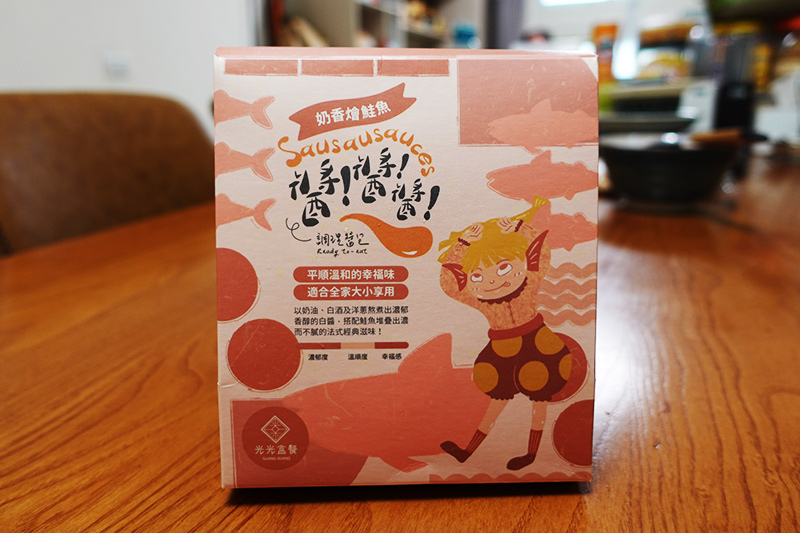 奶香燴鮭魚
Sausausauces
醬!醬!醬!
調理醬包
Ready to-eat
平順溫和的幸福味
適合全家大小享用
以奶油、白酒及洋蔥熬煮出濃郁
香醇的白醬,搭配鮭魚堆疊出濃
而不膩的法式經典滋味!
濃郁度 溫順度 幸福感
光光盒餐
GUANG GUANG